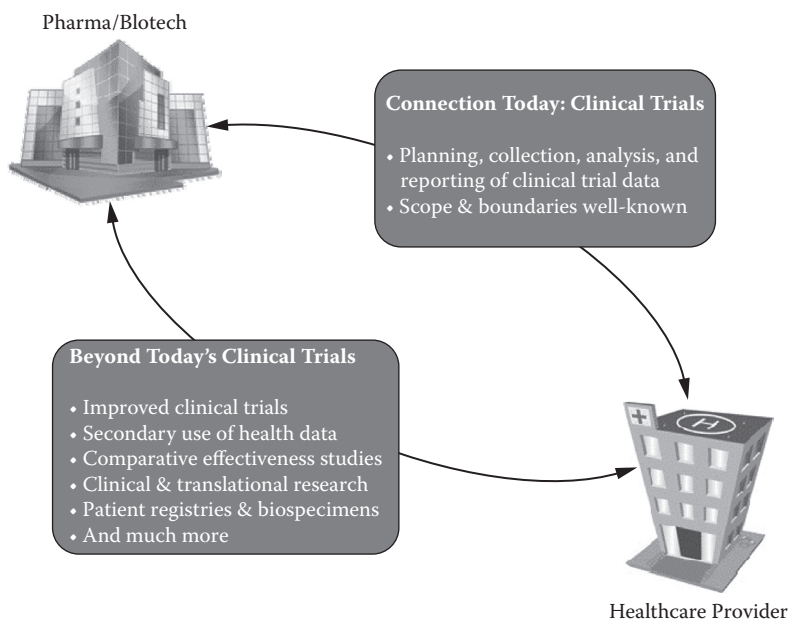 Pharma/Blotech
Connection Today: Clinical Trials
• Planning, collection, analysis, and
reporting of clinical trial data
• Scope & boundaries well-known
Beyond Today's Clinical Trials
• Improved clinical trials
• Secondary use of health data
• Comparative effectiveness studies
• Clinical & translational research
• Patient registries & biospecimens
• And much more
H
Healthcare Provider